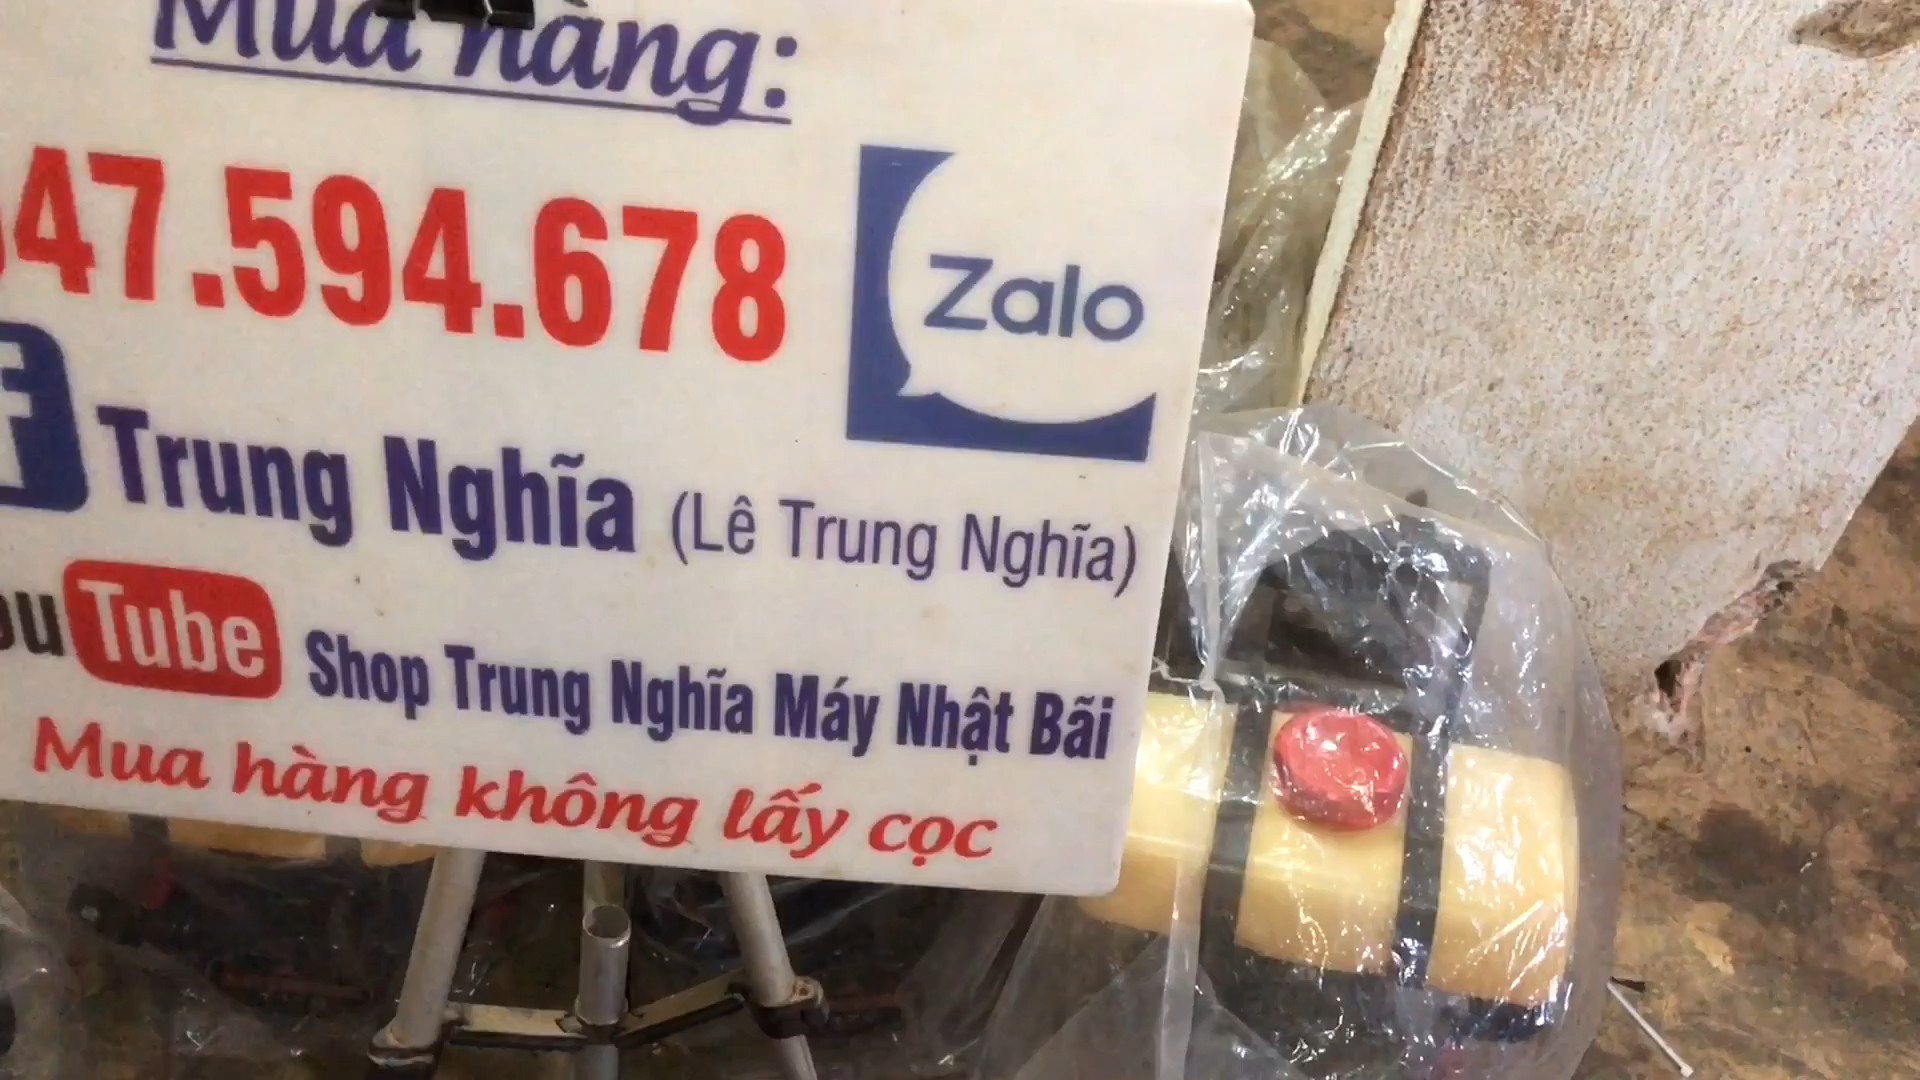 Mua hàng:
47.594.678
Zalo
f Trung Nghĩa (Lê Trung Nghĩa)
ou Tube Shop Trung Nghĩa Máy Nhật Bãi
Mua hàng không lấy cọc